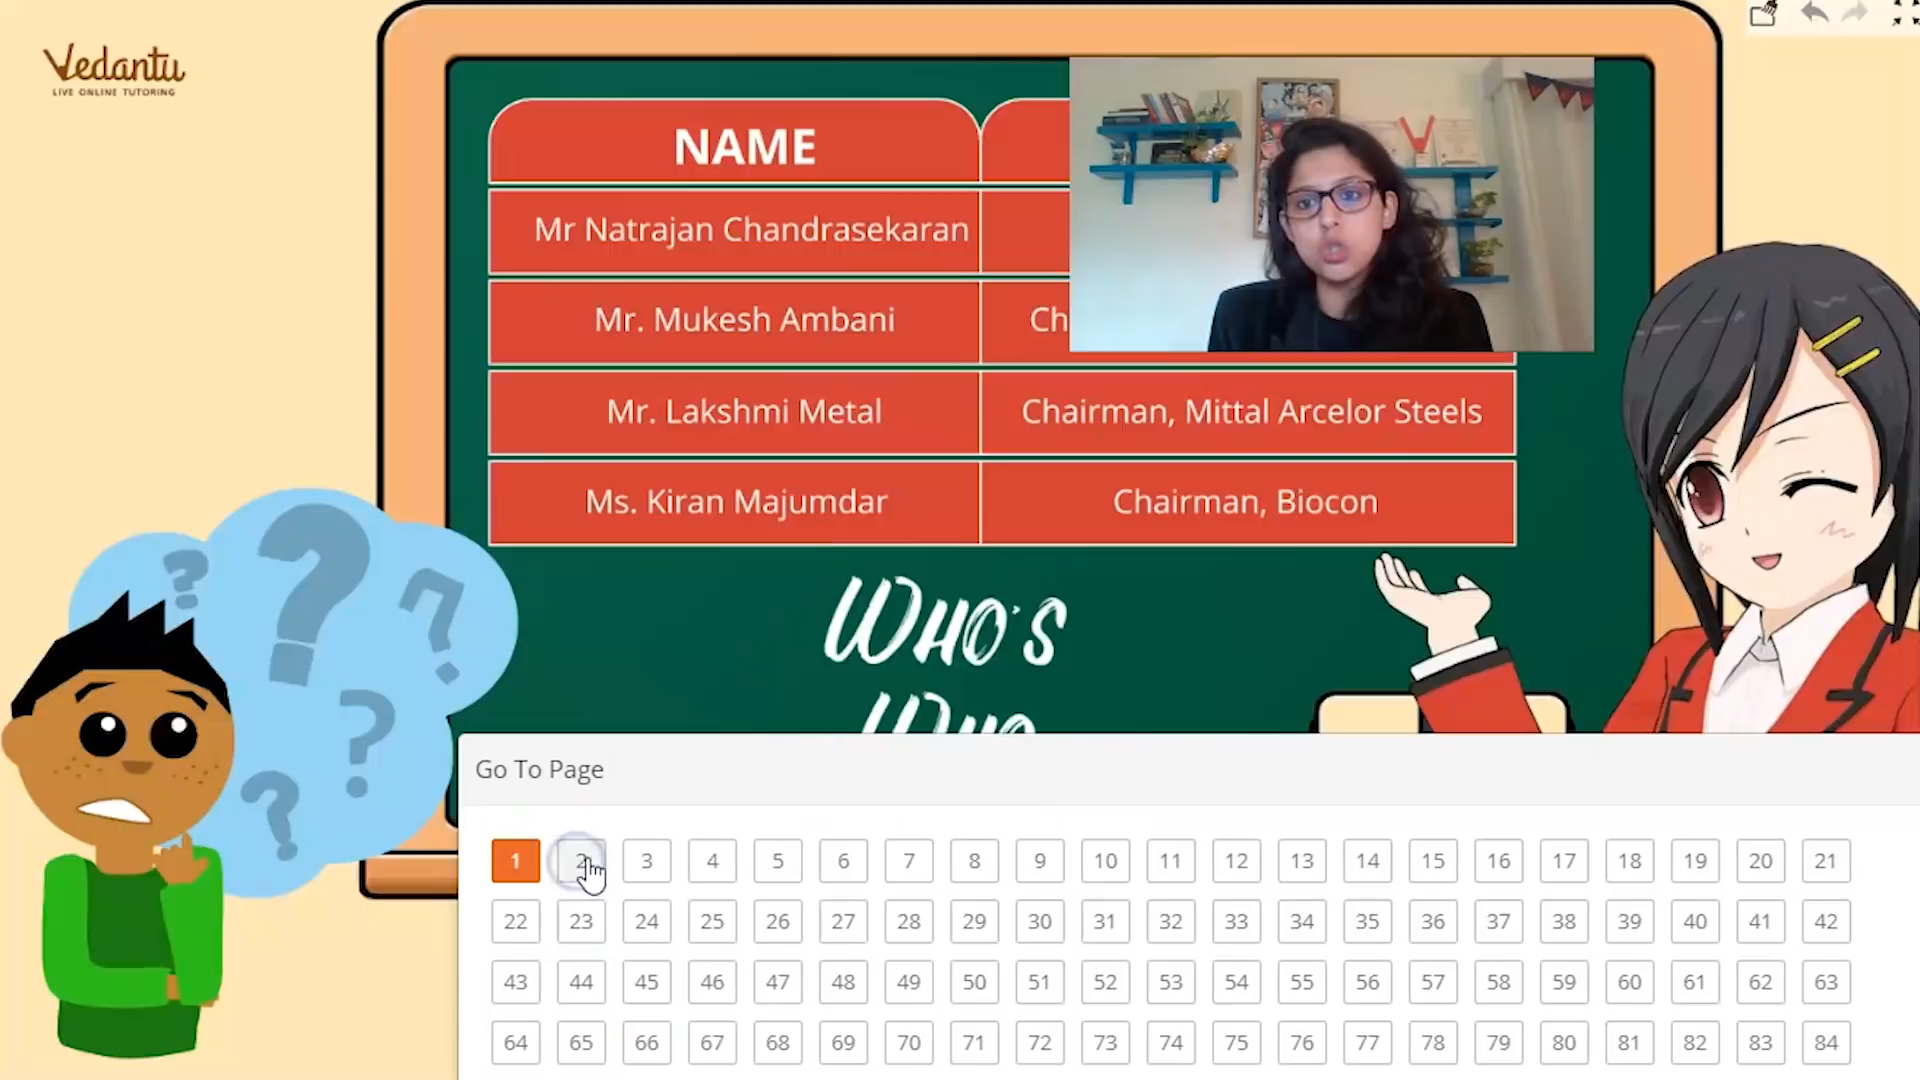 Vedantu
LIVE ONLINE TUTORING
NAME
Mr Natrajan Chandrasekaran
Mr. Mukesh Ambani
Ch
Mr. Lakshmi Metal
Chairman, Mittal Arcelor Steels
Ms. Kiran Majumdar
Chairman, Biocon
WHO'S
WHO
? ? ? ? ?
Go To Page
1 2 3 4 5 6 7 8 9 10 11 12 13 14 15 16 17 18 19 20 21
22 23 24 25 26 27 28 29 30 31 32 33 34 35 36 37 38 39 40 41 42
43 44 45 46 47 48 49 50 51 52 53 54 55 56 57 58 59 60 61 62 63
64 65 66 67 68 69 70 71 72 73 74 75 76 77 78 79 80 81 82 83 84